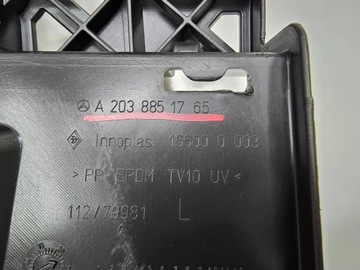 A 203 885 17 65
Innoplas 16600 0 003
> PP-EPDM TV10 UV <
112/79981 L